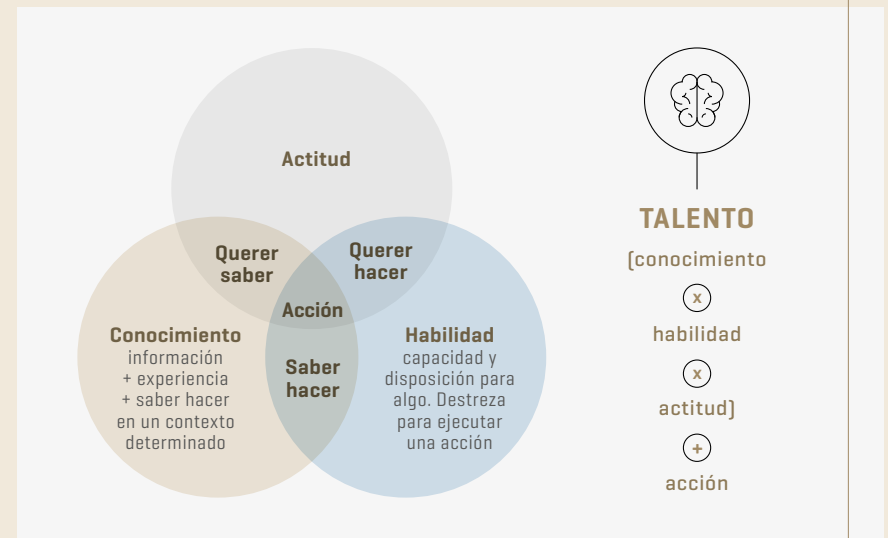 Actitud
Querer
saber
Querer
hacer
Acción
Conocimiento
información
+ experiencia
+ saber hacer
en un contexto
determinado
Saber
hacer
Habilidad
capacidad y
disposición para
algo. Destreza
para ejecutar
una acción
TALENTO
(conocimiento
x
habilidad
x
actitud)
+
acción